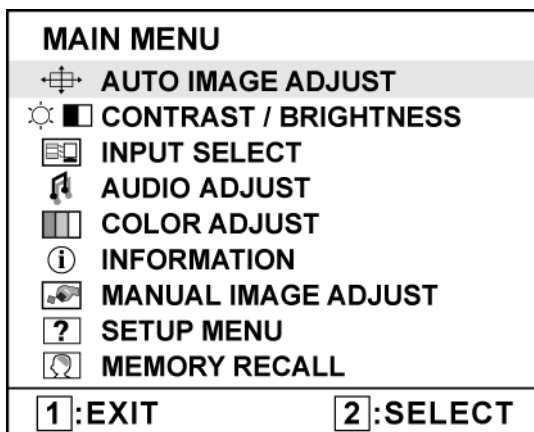 MAIN MENU
AUTO IMAGE ADJUST
CONTRAST / BRIGHTNESS
INPUT SELECT
AUDIO ADJUST
COLOR ADJUST
i INFORMATION
MANUAL IMAGE ADJUST
? SETUP MENU
MEMORY RECALL
1:EXIT 2:SELECT